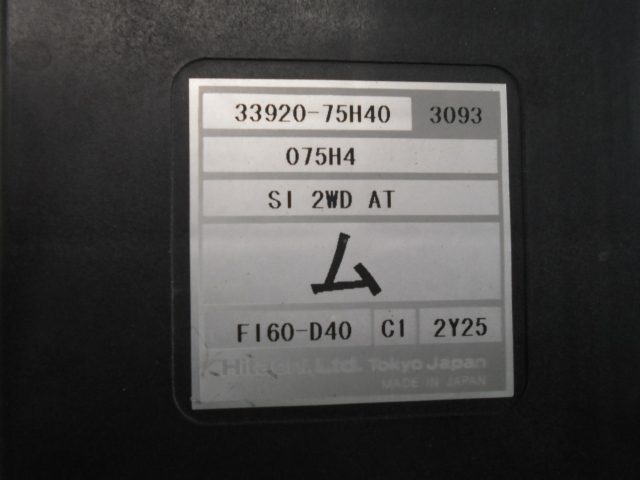 33920-75H40 3093
075H4
SI 2WD AT
ム
FI60-D40 C1 2Y25
Hitachi, Ltd. Tokyo Japan
MADE IN JAPAN